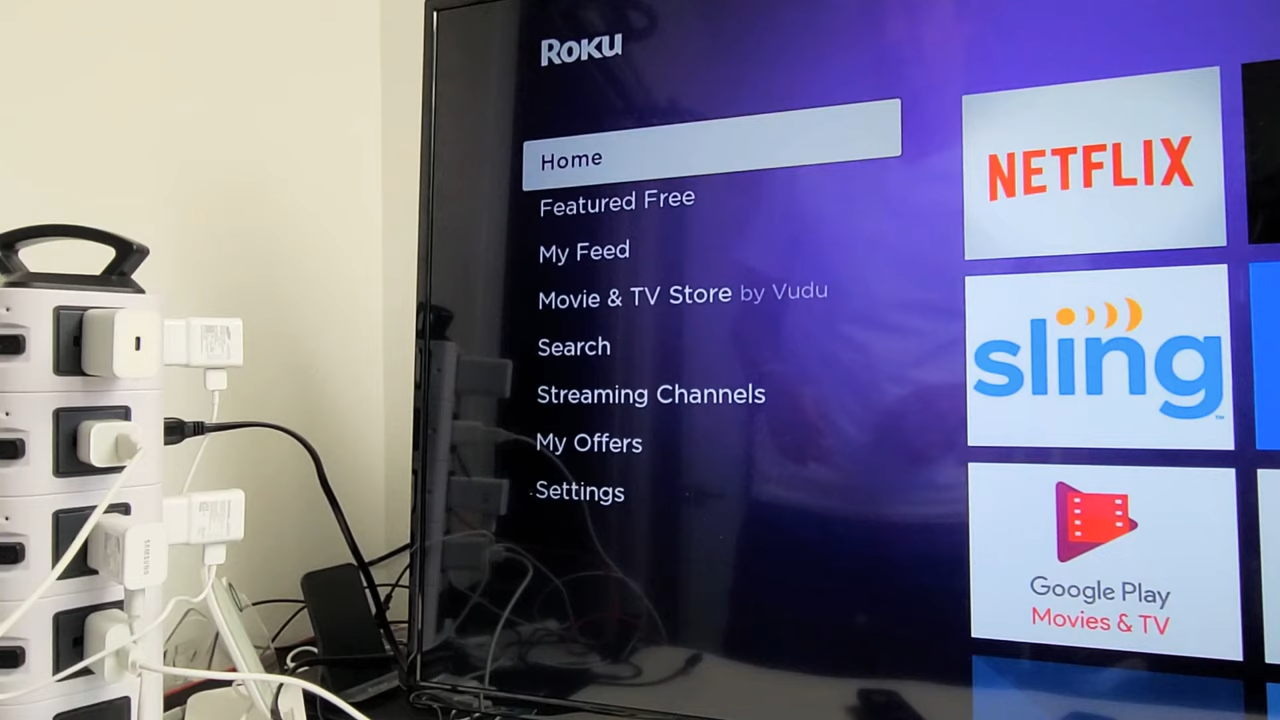 Roku
Home
Featured Free
My Feed
Movie & TV Store by Vudu
Search
Streaming Channels
My Offers
Settings
NETFLIX
sling
Google Play
Movies & TV
SAMSUNG